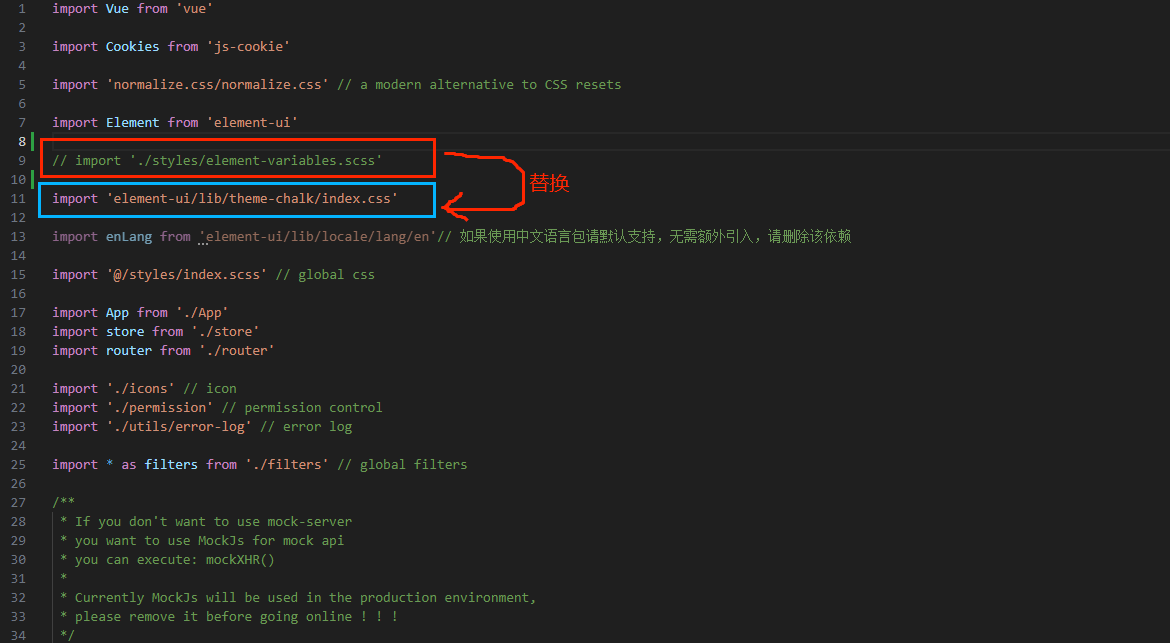 1 import Vue from 'vue'
2
3 import Cookies from 'js-cookie'
4
5 import 'normalize.css/normalize.css' // a modern alternative to CSS resets
6
7 import Element from 'element-ui'
8
9 // import './styles/element-variables.scss'
替换
10
11 import 'element-ui/lib/theme-chalk/index.css'
12
13 import enLang from 'element-ui/lib/locale/lang/en'// 如果使用中文语言包请默认支持，无需额外引入，请删除该依赖
14
15 import '@/styles/index.scss' // global css
16
17 import App from './App'
18 import store from './store'
19 import router from './router'
20
21 import './icons' // icon
22 import './permission' // permission control
23 import './utils/error-log' // error log
24
25 import * as filters from './filters' // global filters
26
27 /**
28 * If you don't want to use mock-server
29 * you want to use MockJs for mock api
30 * you can execute: mockXHR()
31 *
32 * Currently MockJs will be used in the production environment,
33 * please remove it before going online ! ! !
34 */